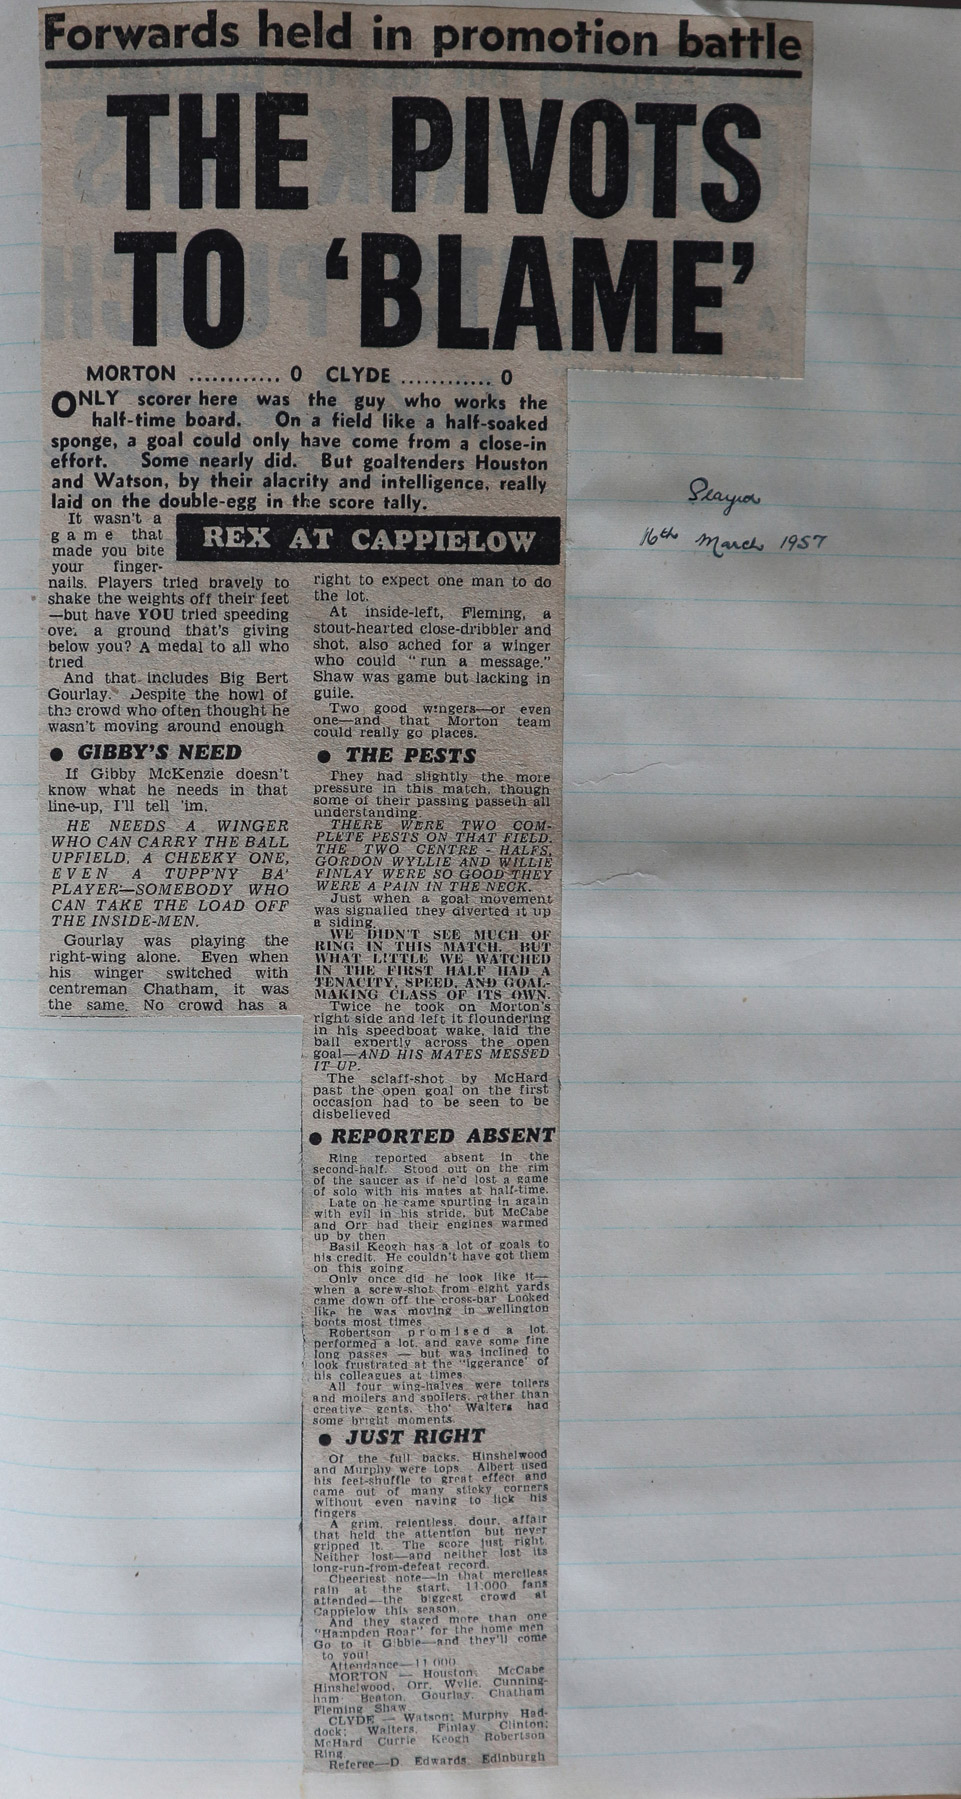 Forwards held in promotion battle
THE PIVOTS
TO 'BLAME'
MORTON ............ 0 CLYDE ............ 0
ONLY scorer here was the guy who works the
half-time board. On a field like a half-soaked
sponge, a goal could only have come from a close-in
effort. Some nearly did. But goaltenders Houston
and Watson, by their alacrity and intelligence, really
laid on the double-egg in the score tally.
REX AT CAPPIELOW
It wasn't a
game that
made you bite
your finger-
nails. Players tried bravely to
shake the weights off their feet
—but have YOU tried speeding
over a ground that's giving
below you? A medal to all who
tried
And that includes Big Bert
Gourlay. Despite the howl of
the crowd who often thought he
wasn't moving around enough
● GIBBY'S NEED
If Gibby McKenzie doesn't
know what he needs in that
line-up, I'll tell 'im.
HE NEEDS A WINGER
WHO CAN CARRY THE BALL
UPFIELD, A CHEEKY ONE,
EVEN A TUPP'NY BA'
PLAYER—SOMEBODY WHO
CAN TAKE THE LOAD OFF
THE INSIDE-MEN.
Gourlay was playing the
right-wing alone. Even when
his winger switched with
centreman Chatham, it was
the same. No crowd has a
right to expect one man to do
the lot.
At inside-left, Fleming, a
stout-hearted close-dribbler and
shot, also ached for a winger
who could "run a message."
Shaw was game but lacking in
guile.
Two good wingers—or even
one—and that Morton team
could really go places.
● THE PESTS
They had slightly the more
pressure in this match, though
some of their passing passeth all
understanding.
THERE WERE TWO COM-
PLETE PESTS ON THAT FIELD.
THE TWO CENTRE-HALFS,
GORDON WYLLIE AND WILLIE
FINLAY WERE SO GOOD THEY
WERE A PAIN IN THE NECK.
Just when a goal movement
was signalled they diverted it up
a siding.
WE DIDN'T SEE MUCH OF
RING IN THIS MATCH. BUT
WHAT LITTLE WE WATCHED
IN THE FIRST HALF HAD A
TENACITY, SPEED, AND GOAL-
MAKING CLASS OF ITS OWN.
Twice he took on Morton's
right side and left it floundering
in his speedboat wake, laid the
ball expertly across the open
goal—AND HIS MATES MESSED
IT UP.
The sclaff-shot by McHard
past the open goal on the first
occasion had to be seen to be
disbelieved
● REPORTED ABSENT
Ring reported absent in the
second-half. Stood out on the rim
of the saucer as if he'd lost a game
of solo with his mates at half-time.
Late on he came spurting in again
with evil in his stride, but McCabe
and Orr had their engines warmed
up by then
Basil Keogh has a lot of goals to
his credit. He couldn't have got them
on this going
Only once did he look like it—
when a screw-shot from eight yards
came down off the cross-bar Looked
like he was moving in wellington
boots most times
Robertson promised a lot,
performed a lot, and gave some fine
long passes — but was inclined to
look frustrated at the "iggerance' of
his colleagues at times
All four wing-halves were toilers
and moilers and spoilers, rather than
creative gents, tho' Walters had
some bright moments.
● JUST RIGHT
Of the full backs, Hinshelwood
and Murphy were tops Albert used
his feet-shuffle to great effect and
came out of many sticky corners
without even having to lick his
fingers
A grim, relentless, dour, affair
that held the attention but never
gripped it. The score just right.
Neither lost—and neither lost its
long-run-from-defeat record.
Cheeriest note—in that merciless
rain at the start, 11,000 fans
attended—the biggest crowd at
Cappielow this season.
And they staged more than one
"Hampden Roar" for the home men
Go to it Gibbie—and they'll come
to you!
Attendance—11,000
MORTON — Houston; McCabe
Hinshelwood, Orr, Wylie, Cunning-
ham; Beaton, Gourlay, Chatham
Fleming Shaw.
CLYDE — Watson; Murphy Had-
dock; Walters, Finlay Clinton;
McHard Currie Keogh Robertson
Ring
Referee—D Edwards Edinburgh
16th March 1957